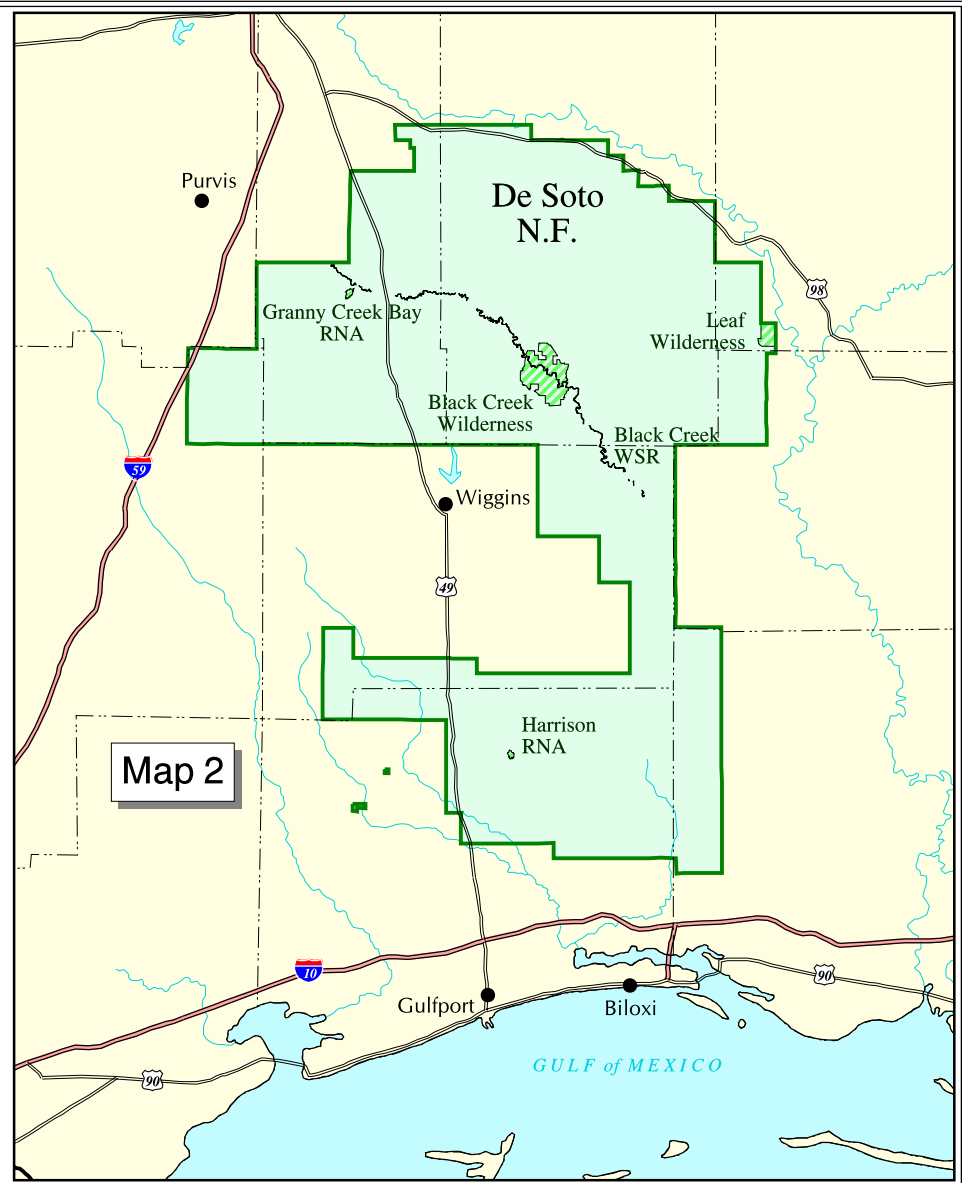 Purvis
De Soto
N.F.
98
Granny Creek Bay
RNA
Leaf
Wilderness
Black Creek
Wilderness
Black Creek
WSR
59
Wiggins
49
Harrison
RNA
Map 2
10
90
Gulfport
Biloxi
GULF of MEXICO
90